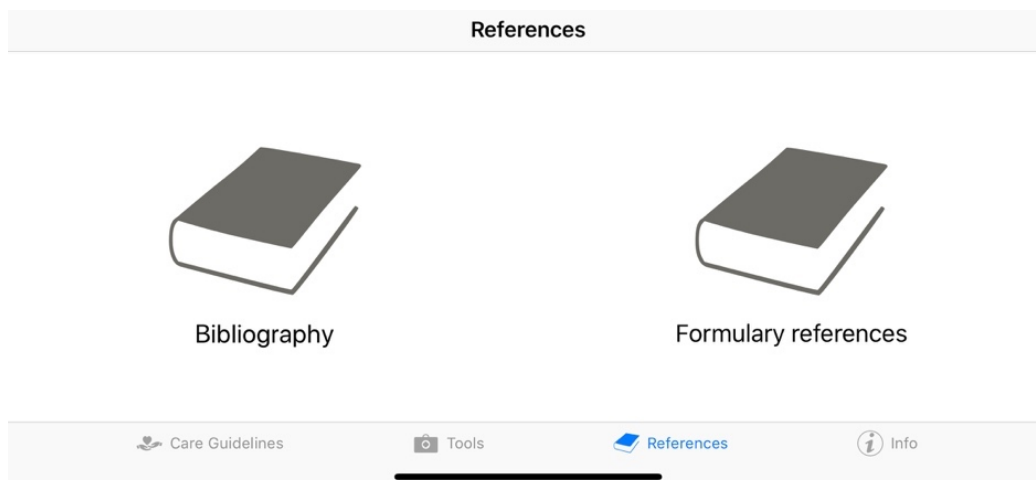 References
Bibliography
Formulary references
Care Guidelines
Tools
References
Info